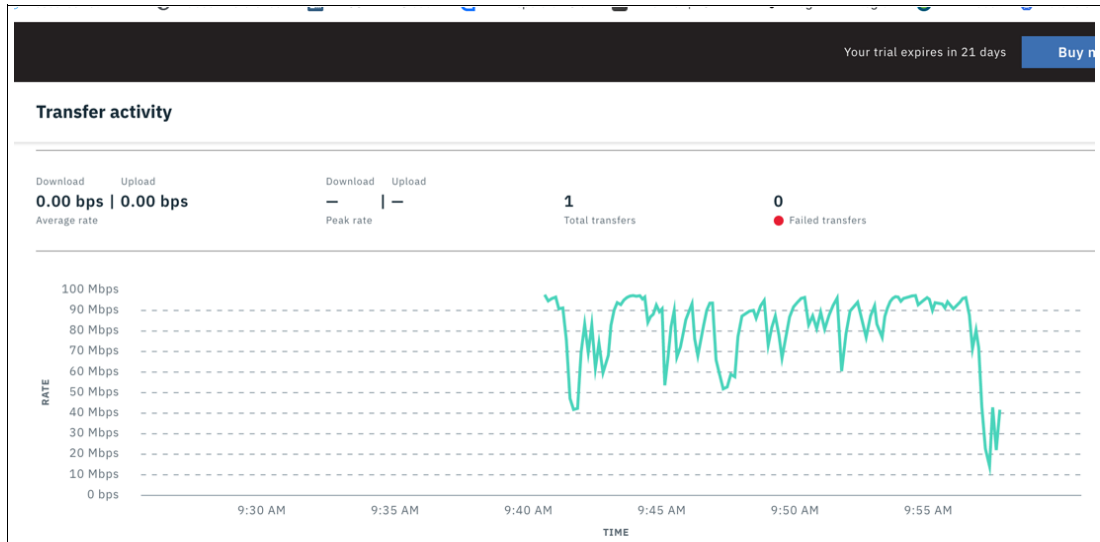 Your trial expires in 21 days
Buy
Transfer activity
Download Upload
0.00 bps | 0.00 bps
Average rate
Download Upload
– | –
Peak rate
1
Total transfers
0
Failed transfers
100 Mbps
90 Mbps
80 Mbps
70 Mbps
60 Mbps
50 Mbps
40 Mbps
30 Mbps
20 Mbps
10 Mbps
0 bps
RATE
9:30 AM 9:35 AM 9:40 AM 9:45 AM 9:50 AM 9:55 AM
TIME